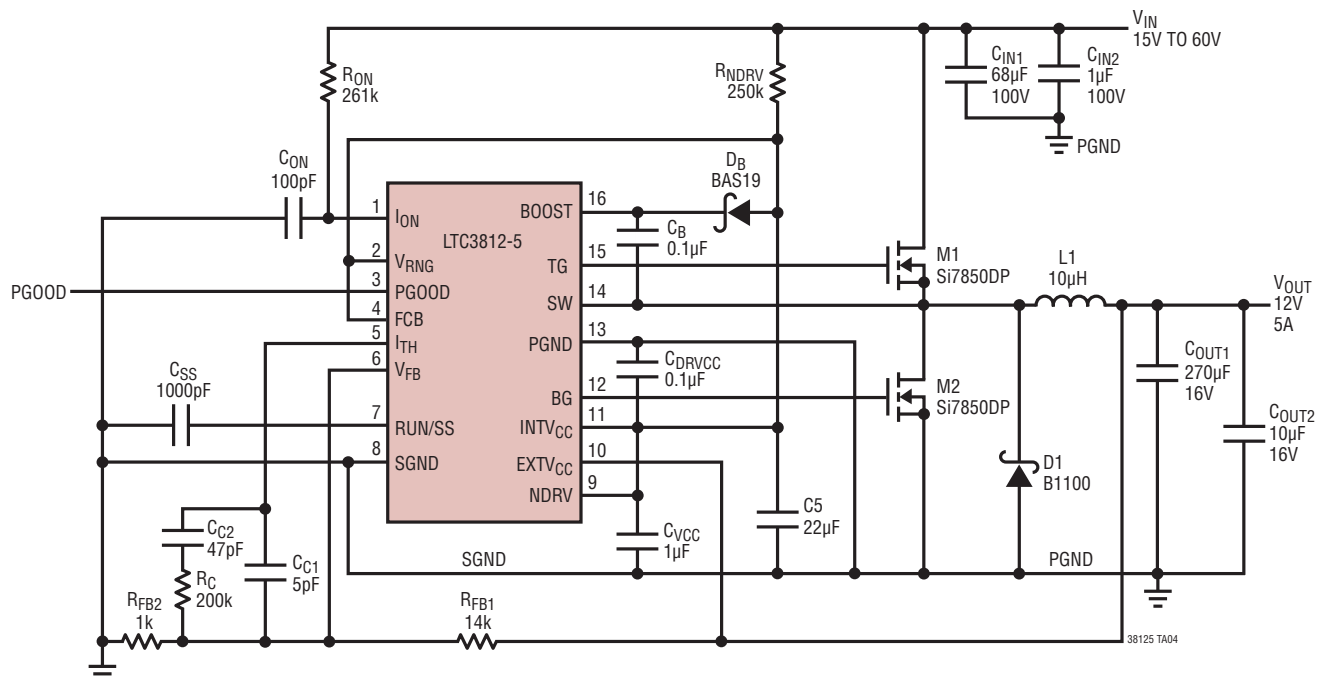 VIN
15V TO 60V
RON
261k
RNDRV
250k
CIN1
68µF
100V
CIN2
1µF
100V
PGND
CON
100pF
DB
BAS19
1
ION
16
BOOST
LTC3812-5
CB
0.1µF
2
VRNG
15
TG
M1
Si7850DP
L1
10µH
PGOOD
3
PGOOD
14
SW
VOUT
12V
5A
4
FCB
5
ITH
13
PGND
6
VFB
CDRVCC
0.1µF
COUT1
270µF
16V
CSS
1000pF
12
BG
M2
Si7850DP
7
RUN/SS
11
INTVCC
COUT2
10µF
16V
8
SGND
10
EXTVCC
D1
B1100
9
NDRV
C5
22µF
CC2
47pF
CVCC
1µF
SGND
PGND
CC1
5pF
RC
200k
RFB2
1k
RFB1
14k
38125 TA04